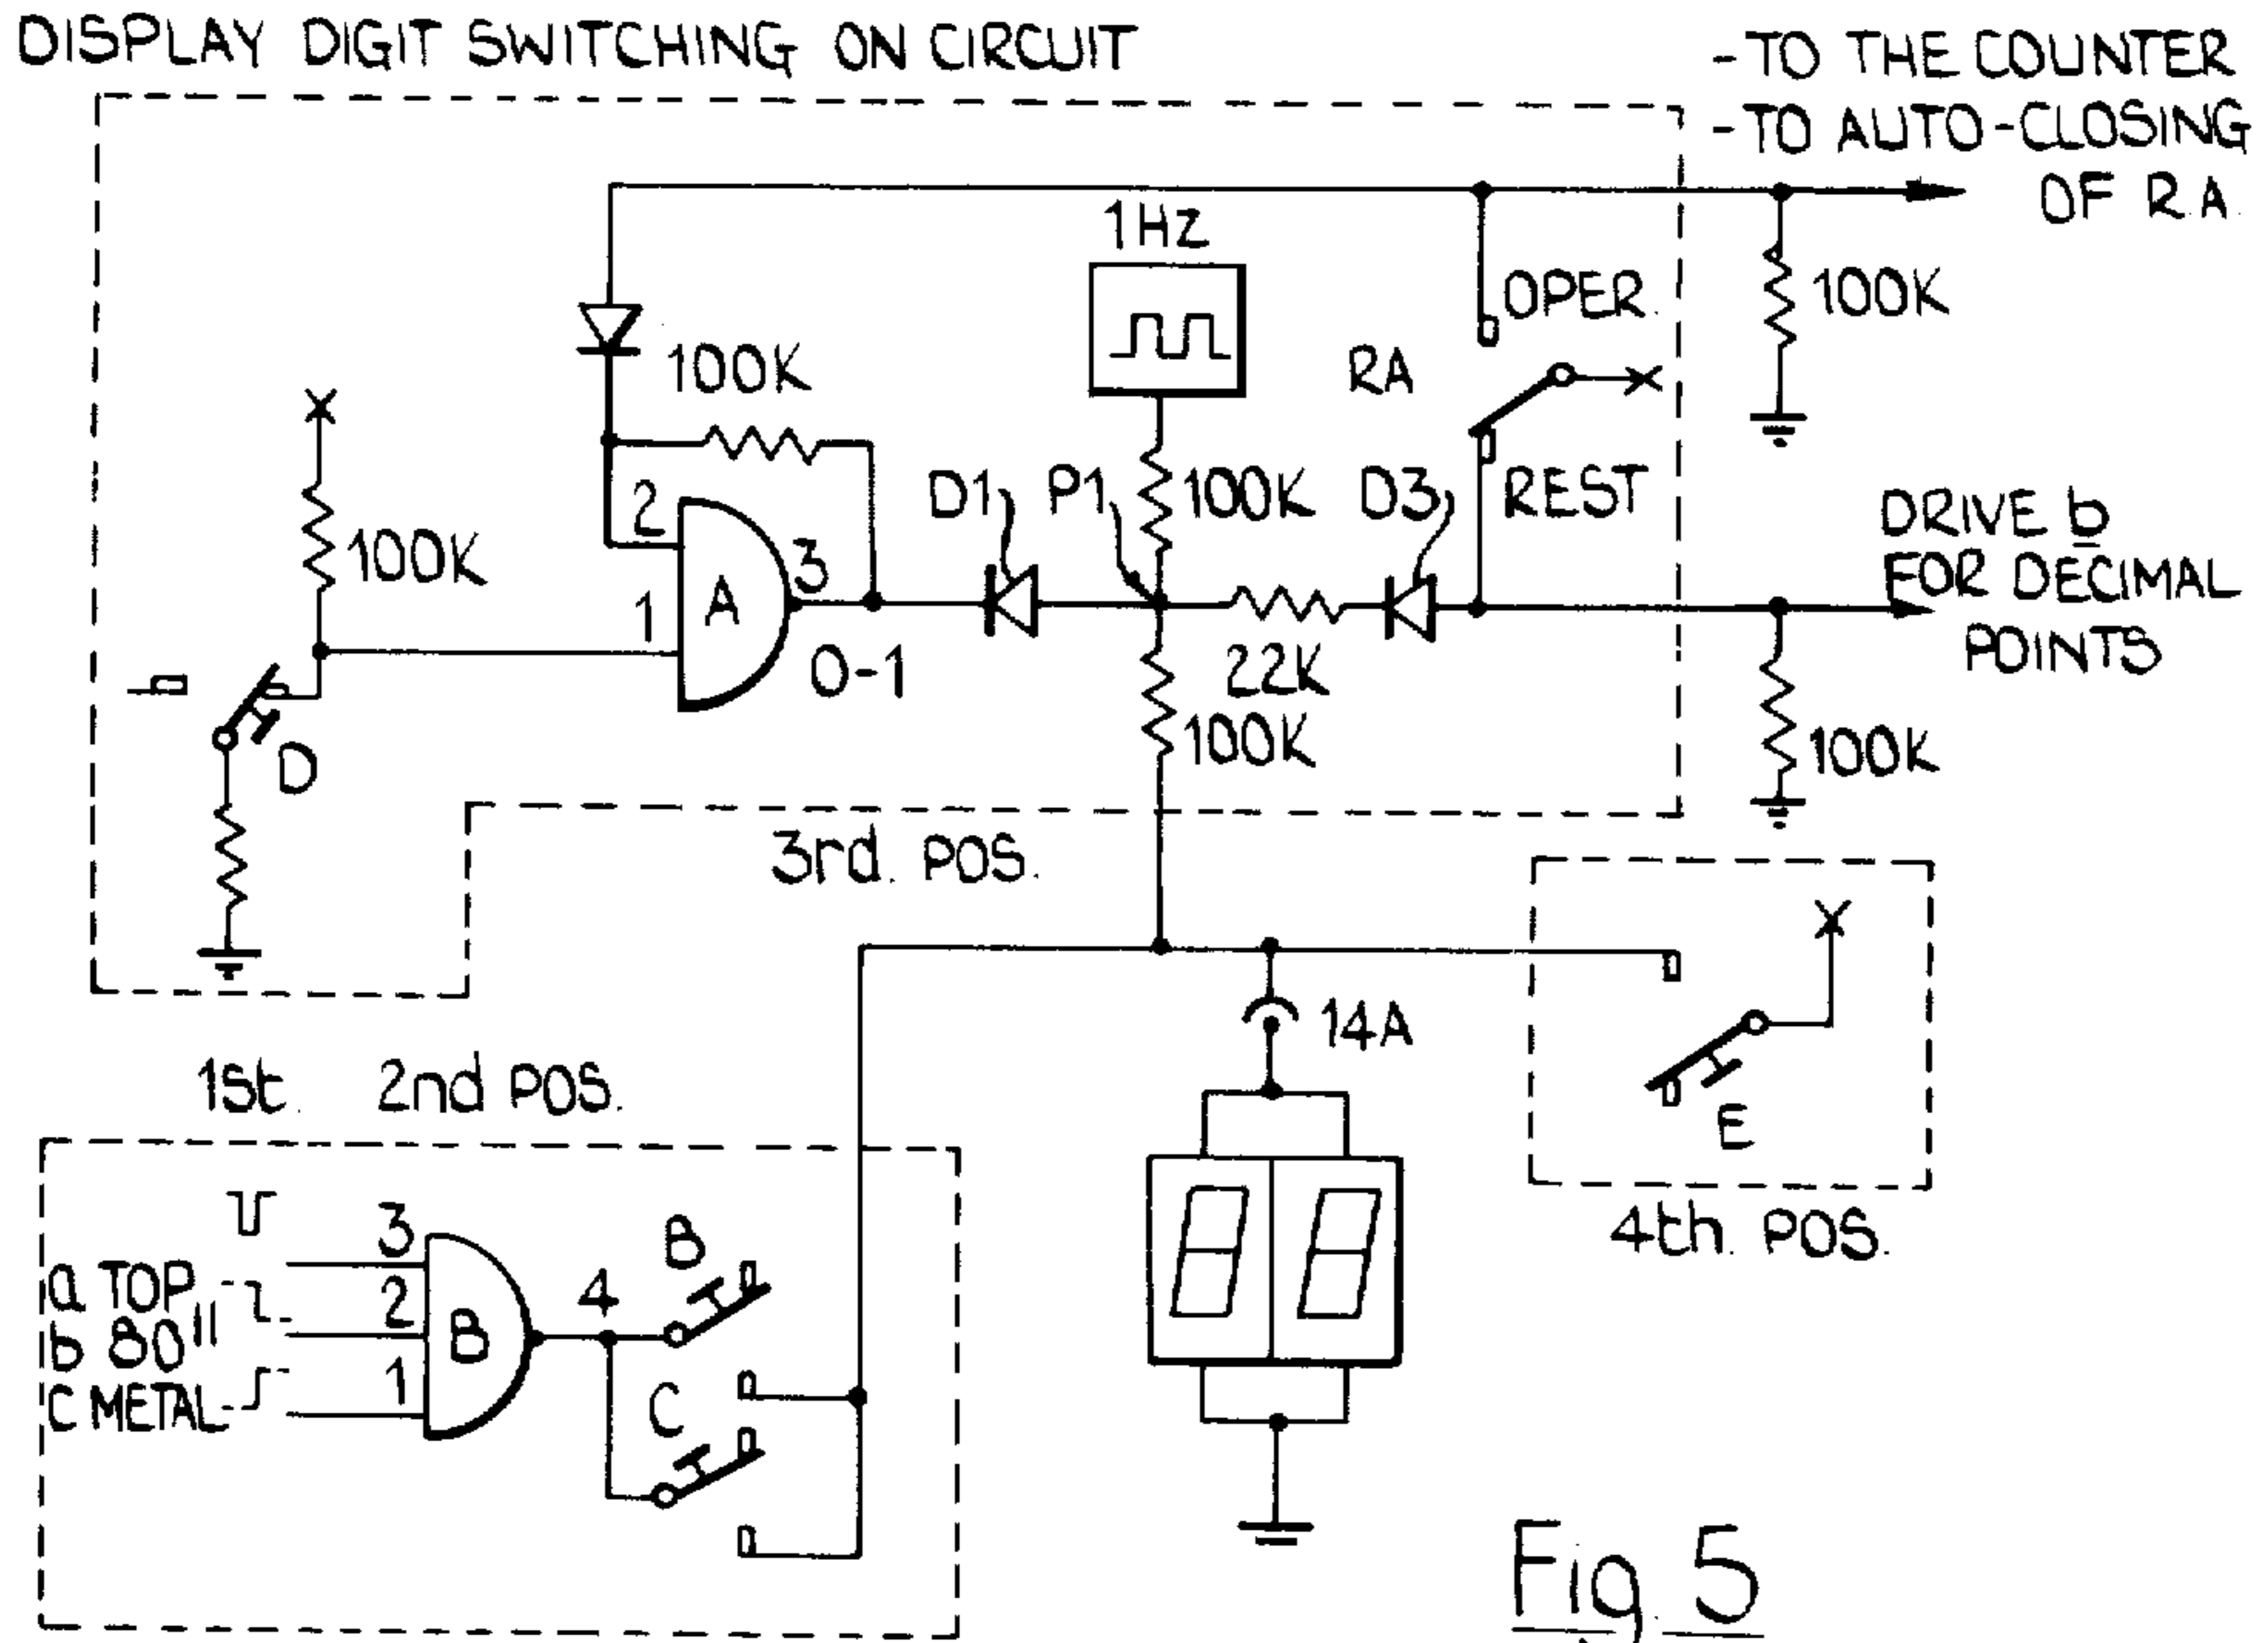 DISPLAY DIGIT SWITCHING ON CIRCUIT
- TO THE COUNTER
- TO AUTO-CLOSING
OF R.A.
1HZ
OPER.
100K
RA
100K
100K
2
D1
P1
100K
D3
REST
DRIVE b
FOR DECIMAL
POINTS
1
A
3
0-1
22K
100K
100K
D
3rd. POS.
14A
E
4th. POS.
1st. 2nd POS.
3
a TOP
2
b 80"
1
C METAL
B
4
B
C
Fig. 5